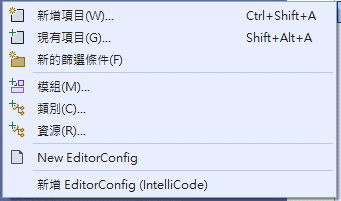 新增項目(W)... Ctrl+Shift+A
現有項目(G)... Shift+Alt+A
新的篩選條件(F)
模組(M)...
類別(C)...
資源(R)...
New EditorConfig
新增 EditorConfig (IntelliCode)